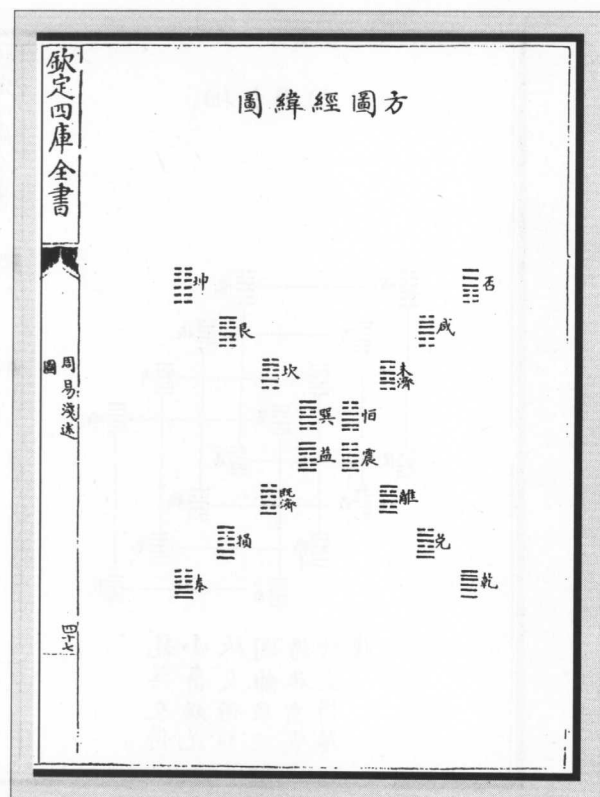 方圖經緯圖
否
坤
咸
艮
未濟
坎
恒
巽
震
益
離
既濟
兌
損
乾
泰
欽定四庫全書
周易淺述
圖
四十七